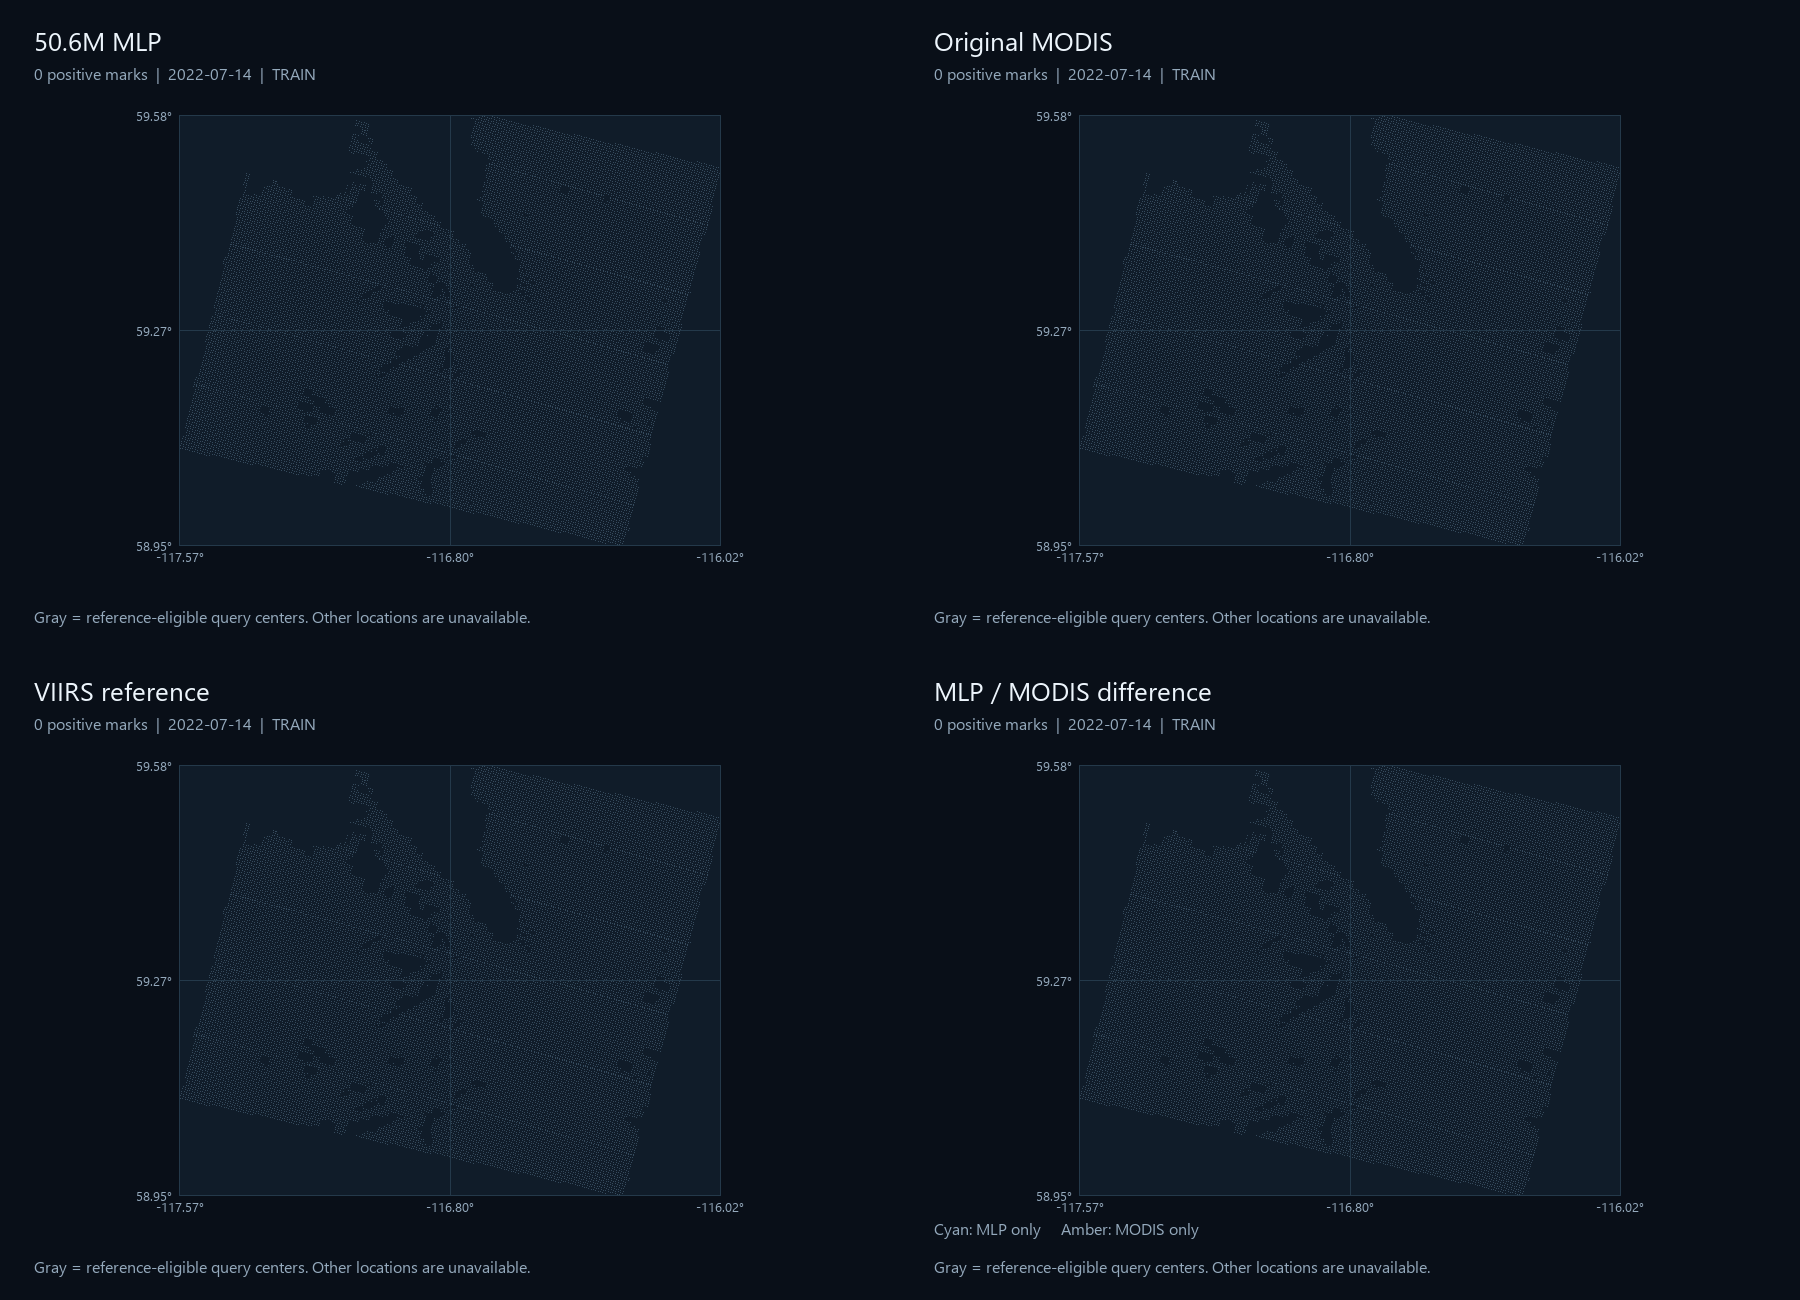 50.6M MLP
0 positive marks | 2022-07-14 | TRAIN
59.58°
59.27°
58.95°
-117.57°
-116.80°
-116.02°
Gray = reference-eligible query centers. Other locations are unavailable.
Original MODIS
0 positive marks | 2022-07-14 | TRAIN
59.58°
59.27°
58.95°
-117.57°
-116.80°
-116.02°
Gray = reference-eligible query centers. Other locations are unavailable.
VIIRS reference
0 positive marks | 2022-07-14 | TRAIN
59.58°
59.27°
58.95°
-117.57°
-116.80°
-116.02°
Gray = reference-eligible query centers. Other locations are unavailable.
MLP / MODIS difference
0 positive marks | 2022-07-14 | TRAIN
59.58°
59.27°
58.95°
-117.57°
-116.80°
-116.02°
Cyan: MLP only Amber: MODIS only
Gray = reference-eligible query centers. Other locations are unavailable.